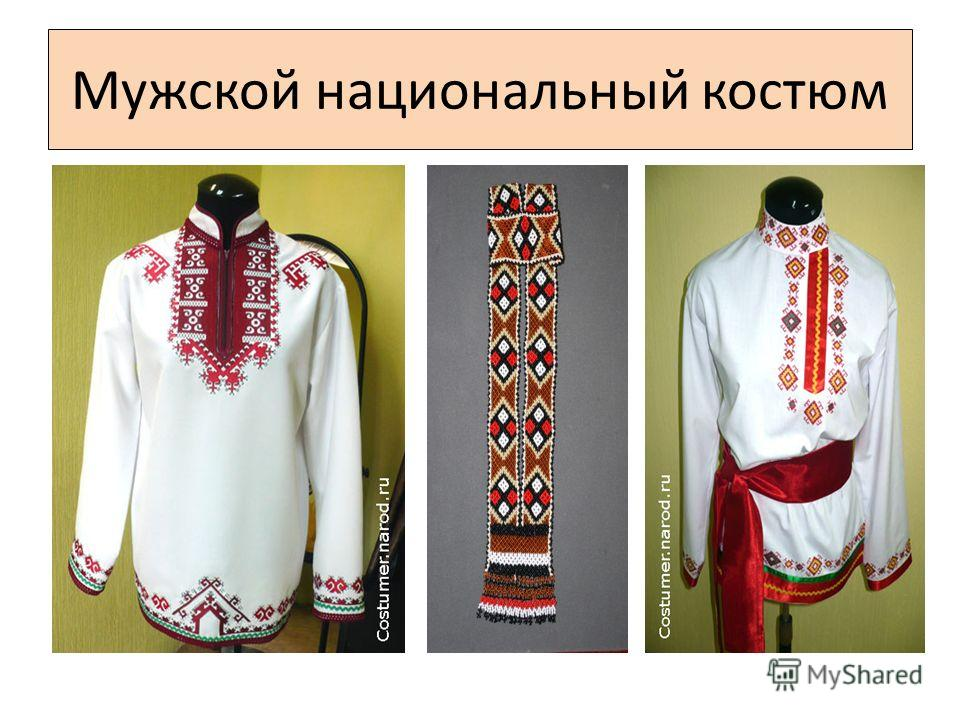 Мужской национальный костюм
Costumer.narod.ru
Costumer.narod.ru
MyShared